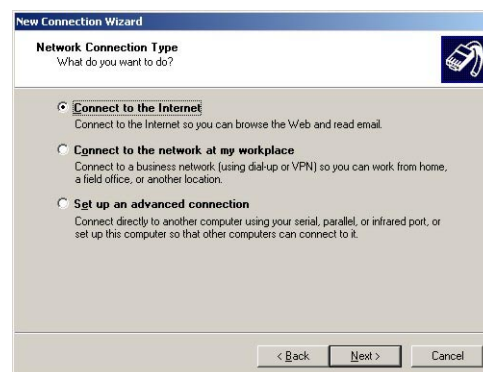 New Connection Wizard
Network Connection Type
What do you want to do?
Connect to the Internet
Connect to the Internet so you can browse the Web and read email.
Connect to the network at my workplace
Connect to a business network (using dial-up or VPN) so you can work from home,
a field office, or another location.
Set up an advanced connection
Connect directly to another computer using your serial, parallel, or infrared port, or
set up this computer so that other computers can connect to it.
< Back Next > Cancel